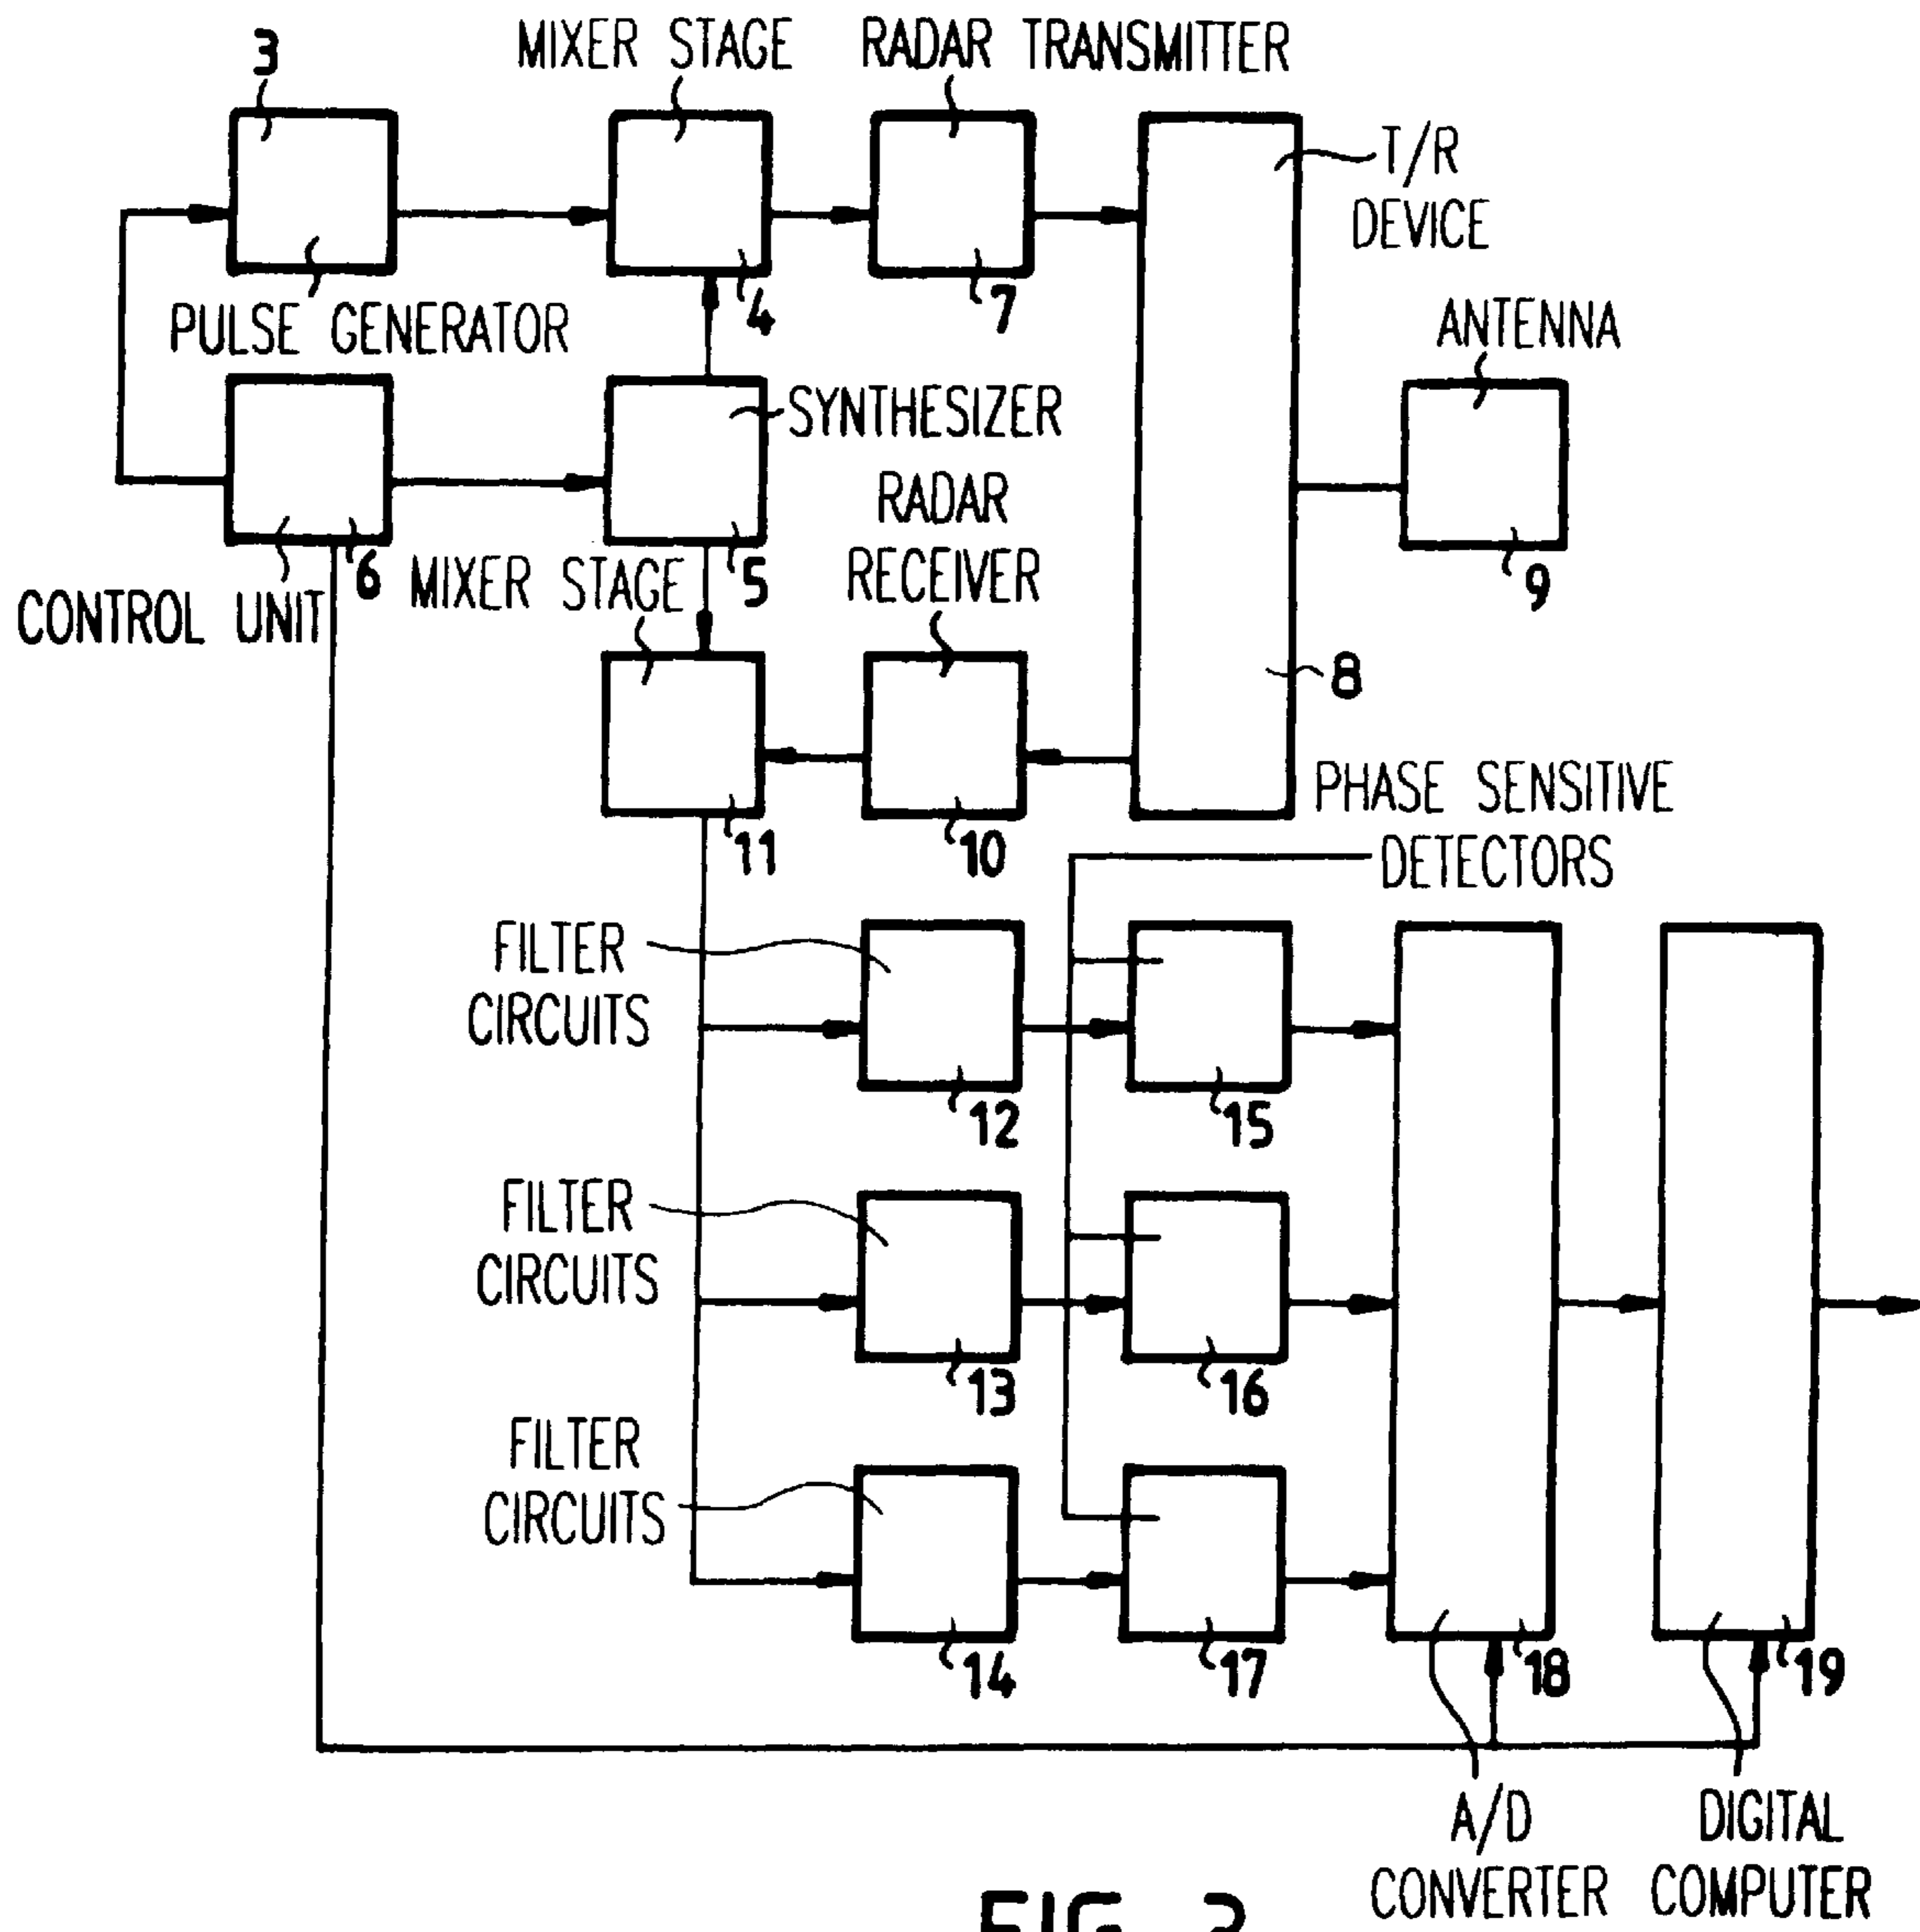 3
MIXER STAGE
RADAR TRANSMITTER
T/R
DEVICE
PULSE GENERATOR
4
7
ANTENNA
SYNTHESIZER
RADAR
RECEIVER
6
MIXER STAGE
5
9
CONTROL UNIT
8
11
10
PHASE SENSITIVE
DETECTORS
FILTER
CIRCUITS
12
15
FILTER
CIRCUITS
13
16
FILTER
CIRCUITS
14
17
18
19
A/D
CONVERTER
DIGITAL
COMPUTER
FIG. 2